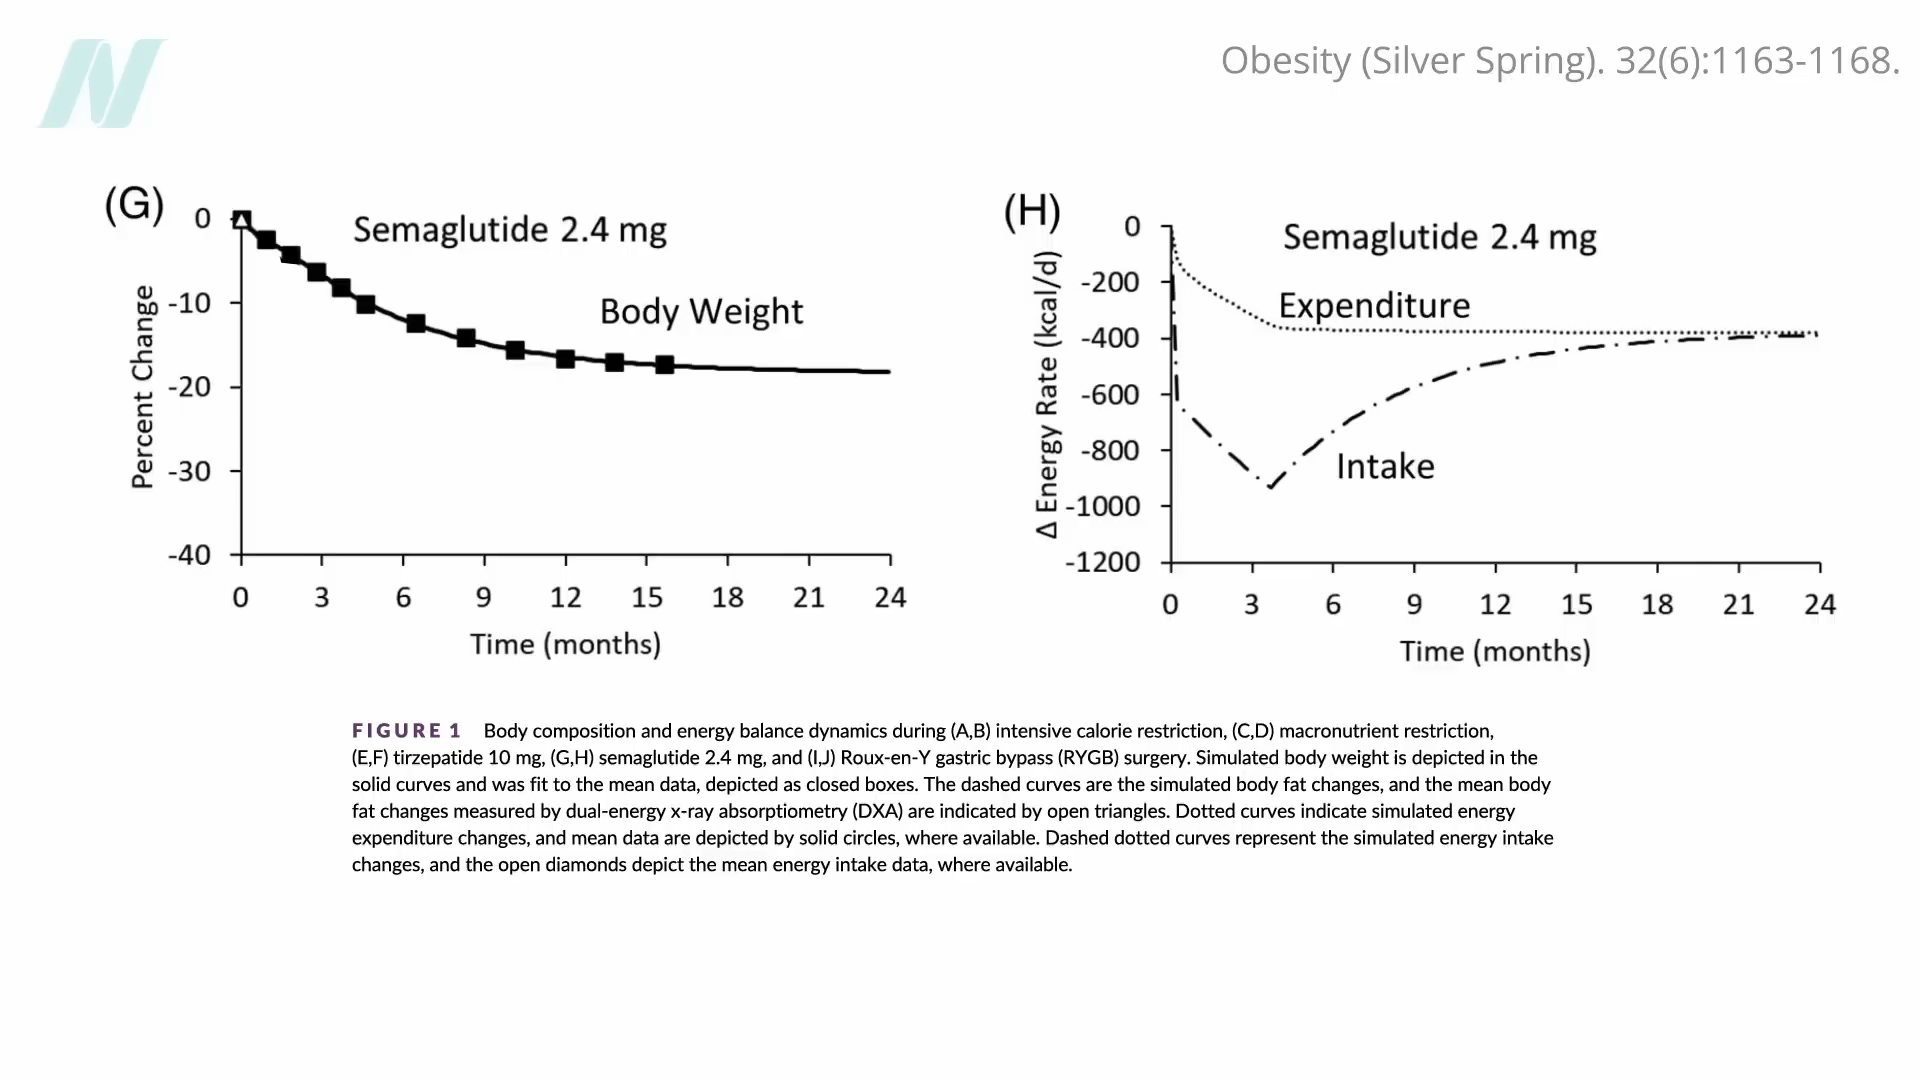 Obesity (Silver Spring). 32(6):1163-1168.
(G)
Semaglutide 2.4 mg
Body Weight
Percent Change
0
-10
-20
-30
-40
0 3 6 9 12 15 18 21 24
Time (months)
(H)
Semaglutide 2.4 mg
Expenditure
Intake
Δ Energy Rate (kcal/d)
0
-200
-400
-600
-800
-1000
-1200
0 3 6 9 12 15 18 21 24
Time (months)
FIGURE 1 Body composition and energy balance dynamics during (A,B) intensive calorie restriction, (C,D) macronutrient restriction,
(E,F) tirzepatide 10 mg, (G,H) semaglutide 2.4 mg, and (I,J) Roux-en-Y gastric bypass (RYGB) surgery. Simulated body weight is depicted in the
solid curves and was fit to the mean data, depicted as closed boxes. The dashed curves are the simulated body fat changes, and the mean body
fat changes measured by dual-energy x-ray absorptiometry (DXA) are indicated by open triangles. Dotted curves indicate simulated energy
expenditure changes, and mean data are depicted by solid circles, where available. Dashed dotted curves represent the simulated energy intake
changes, and the open diamonds depict the mean energy intake data, where available.